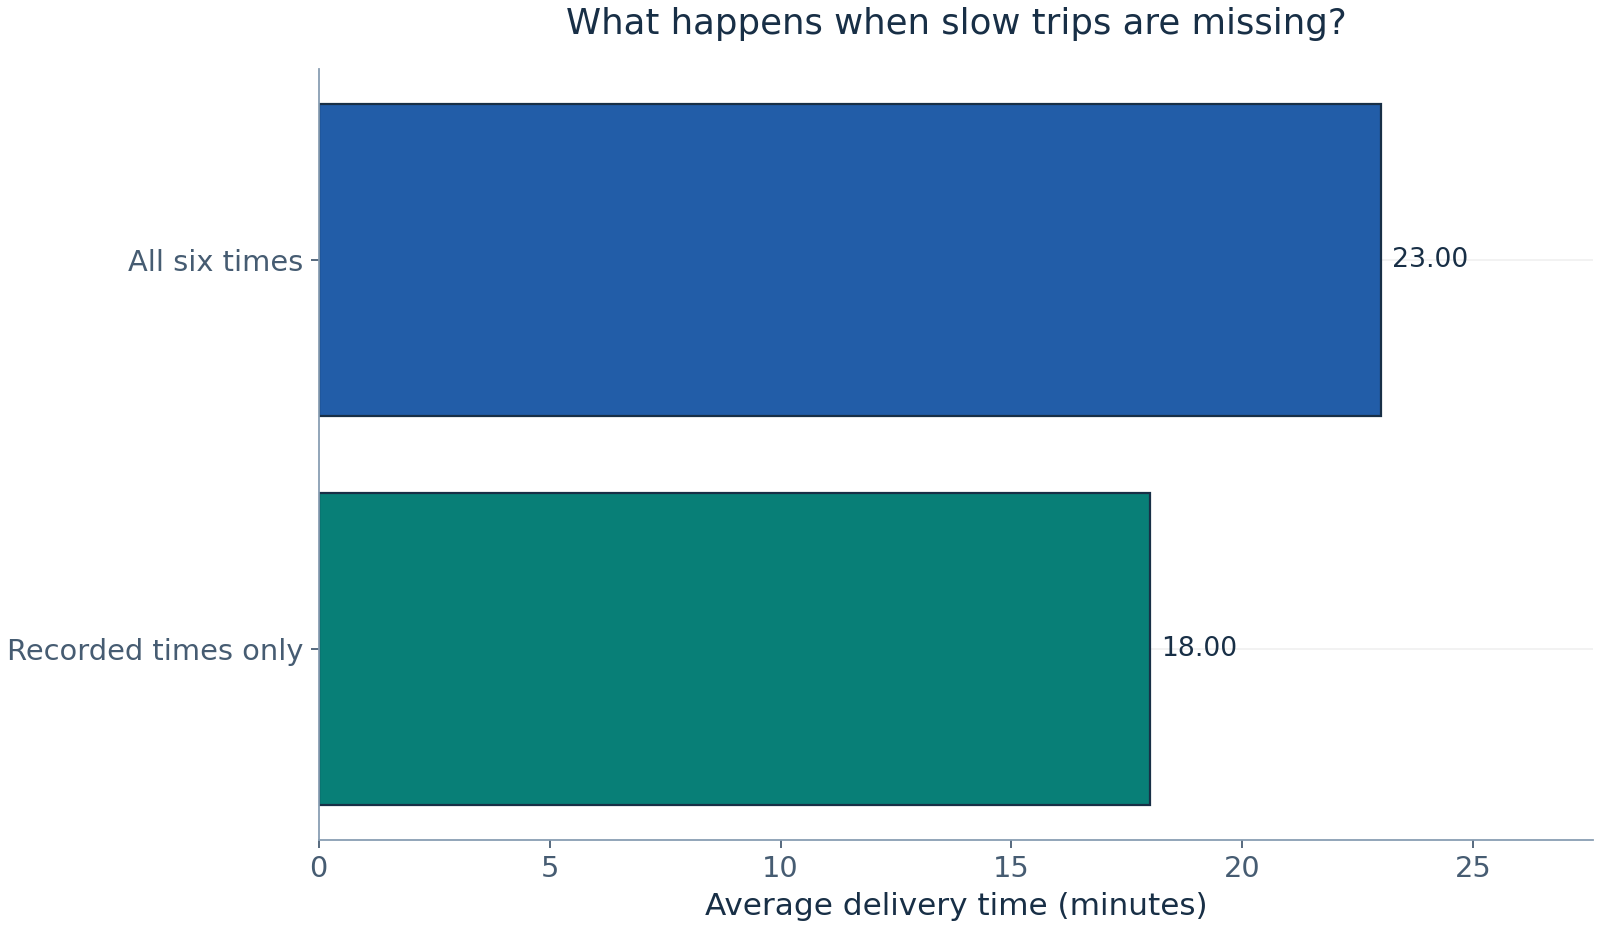 What happens when slow trips are missing?
All six times
23.00
Recorded times only
18.00
0 5 10 15 20 25
Average delivery time (minutes)